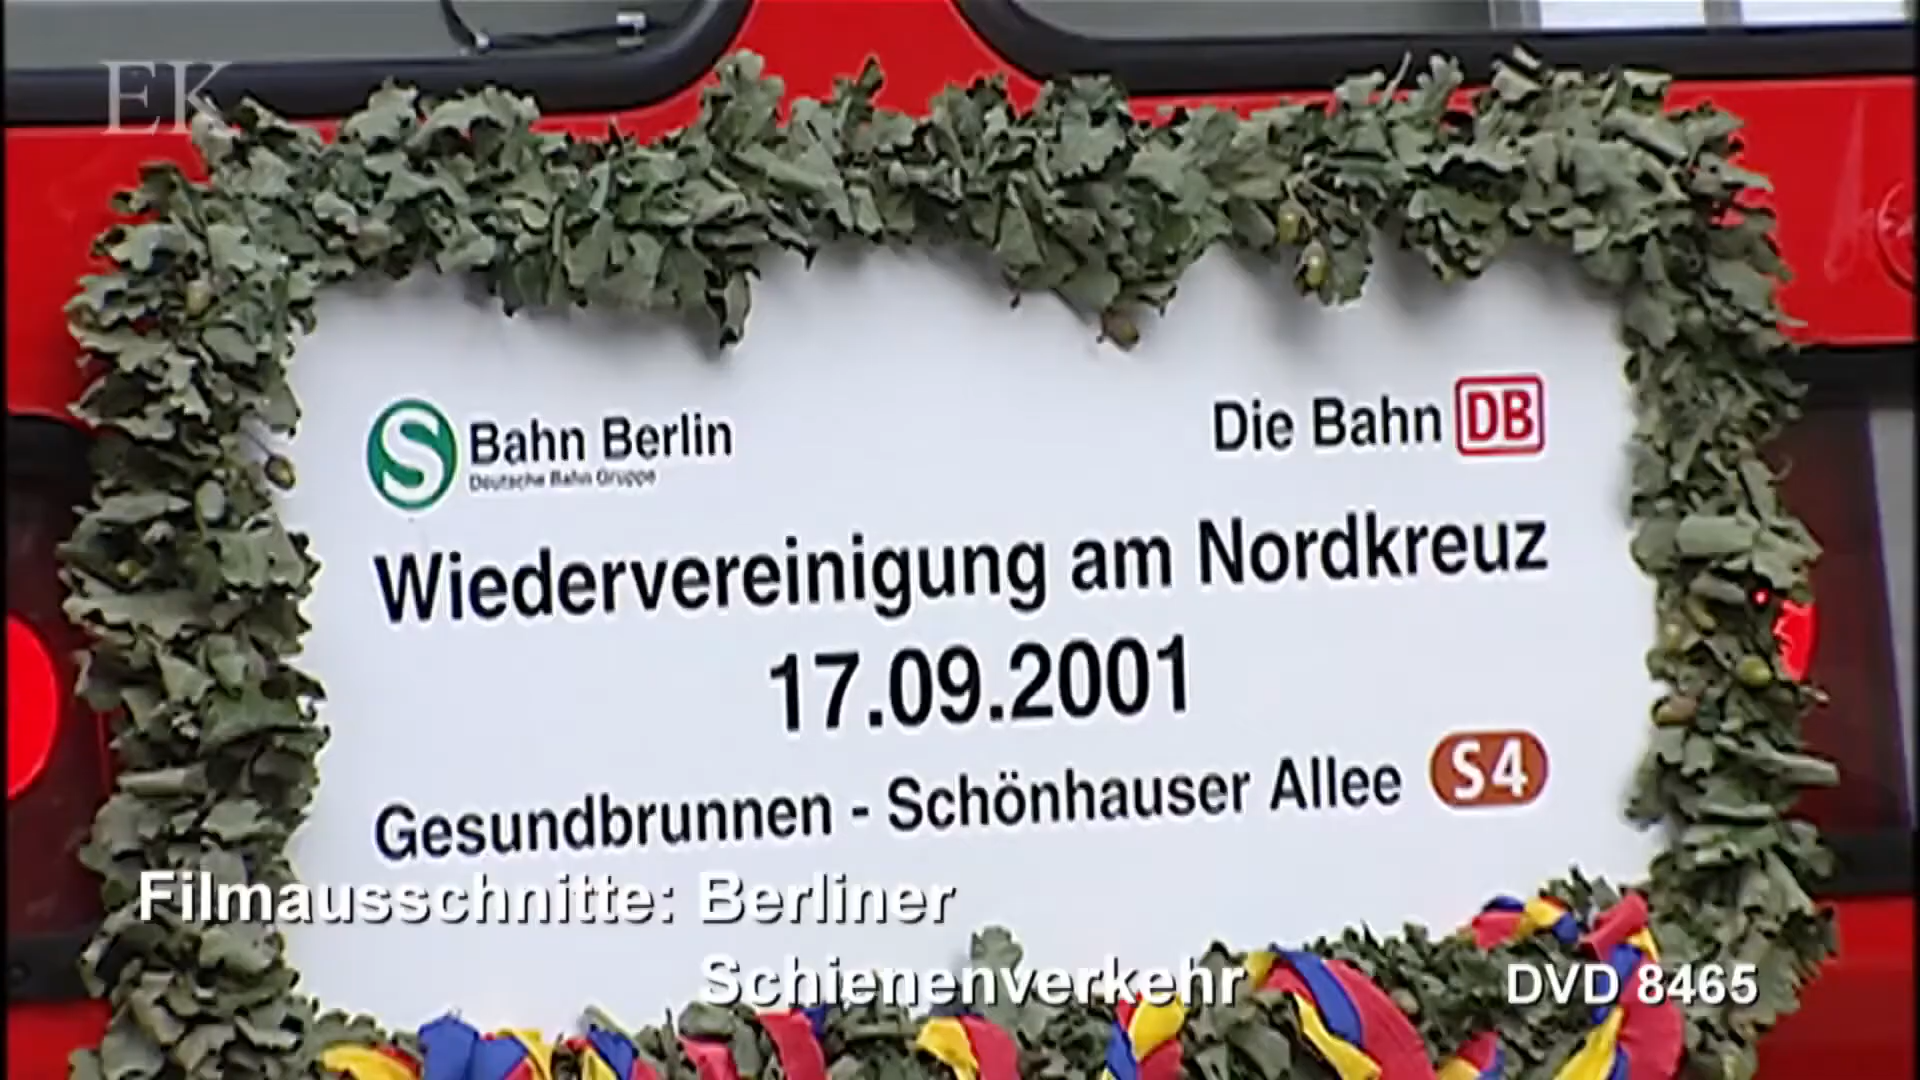 EK
S Bahn Berlin
Deutsche Bahn Gruppe
Die Bahn DB
Wiedervereinigung am Nordkreuz
17.09.2001
Gesundbrunnen - Schönhauser Allee S4
Filmausschnitte: Berliner
Schienenverkehr
DVD 8465